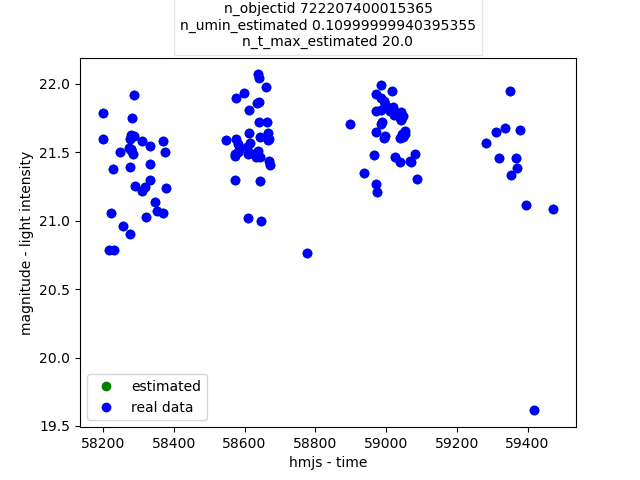 n_objectid 722207400015365
n_umin_estimated 0.10999999940395355
n_t_max_estimated 20.0
22.0
21.5
21.0
20.5
20.0
19.5
magnitude - light intensity
estimated
real data
58200 58400 58600 58800 59000 59200 59400
hmjs - time